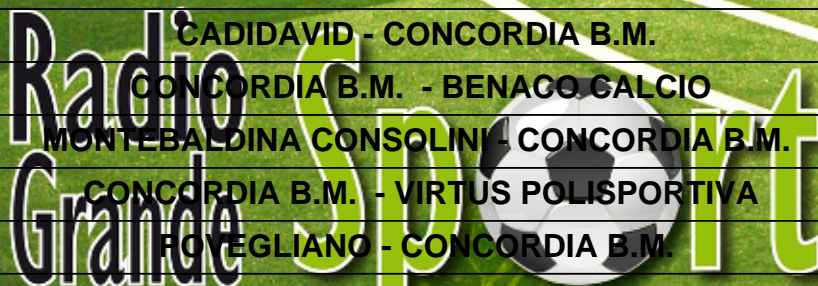 Radio
Grande
Sport
CADIDAVID - CONCORDIA B.M.
CONCORDIA B.M. - BENACO CALCIO
MONTEBALDINA CONSOLINI - CONCORDIA B.M.
CONCORDIA B.M. - VIRTUS POLISPORTIVA
POVEGLIANO - CONCORDIA B.M.